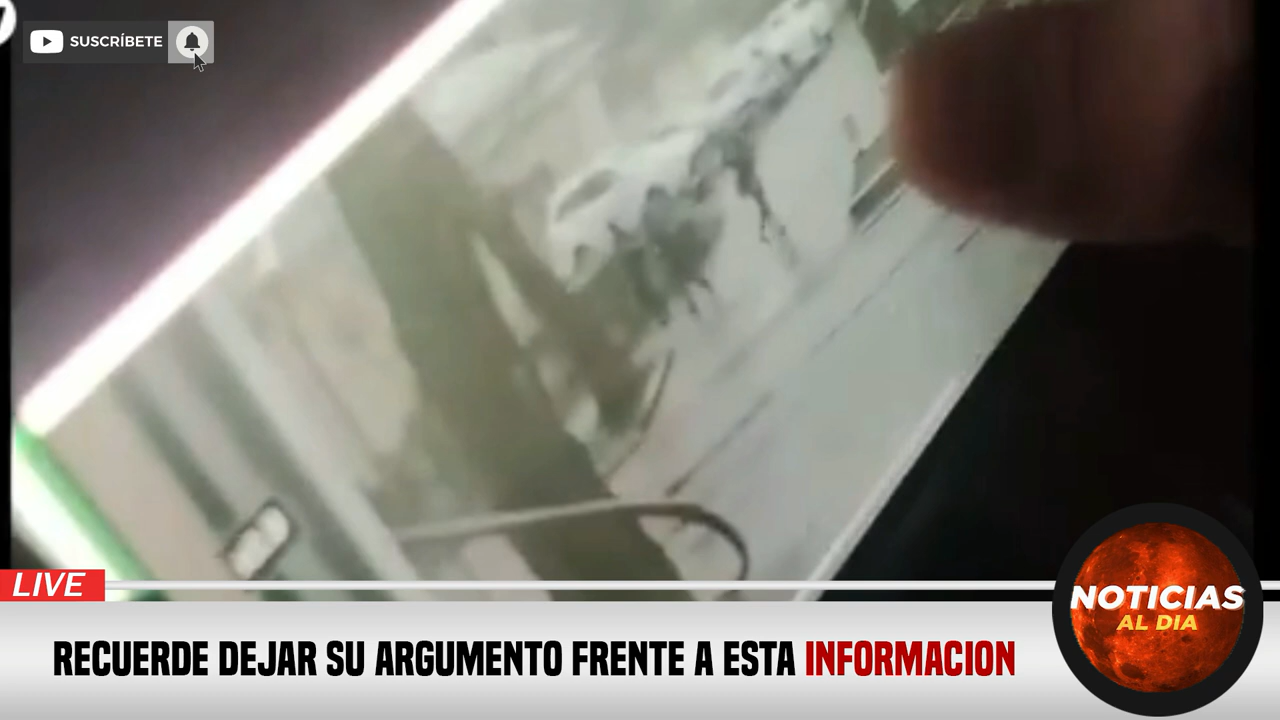 SUSCRÍBETE
LIVE
NOTICIAS
AL DIA
RECUERDE DEJAR SU ARGUMENTO FRENTE A ESTA INFORMACION